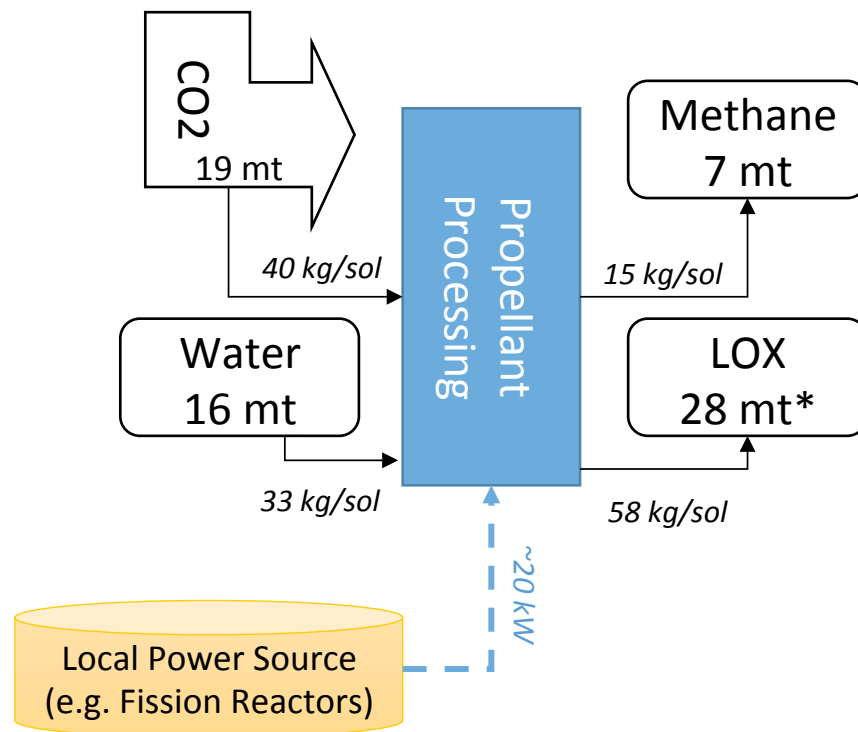 CO2
19 mt
40 kg/sol
Water
16 mt
33 kg/sol
Propellant
Processing
Methane
7 mt
15 kg/sol
LOX
28 mt*
58 kg/sol
~20 kW
Local Power Source
(e.g. Fission Reactors)